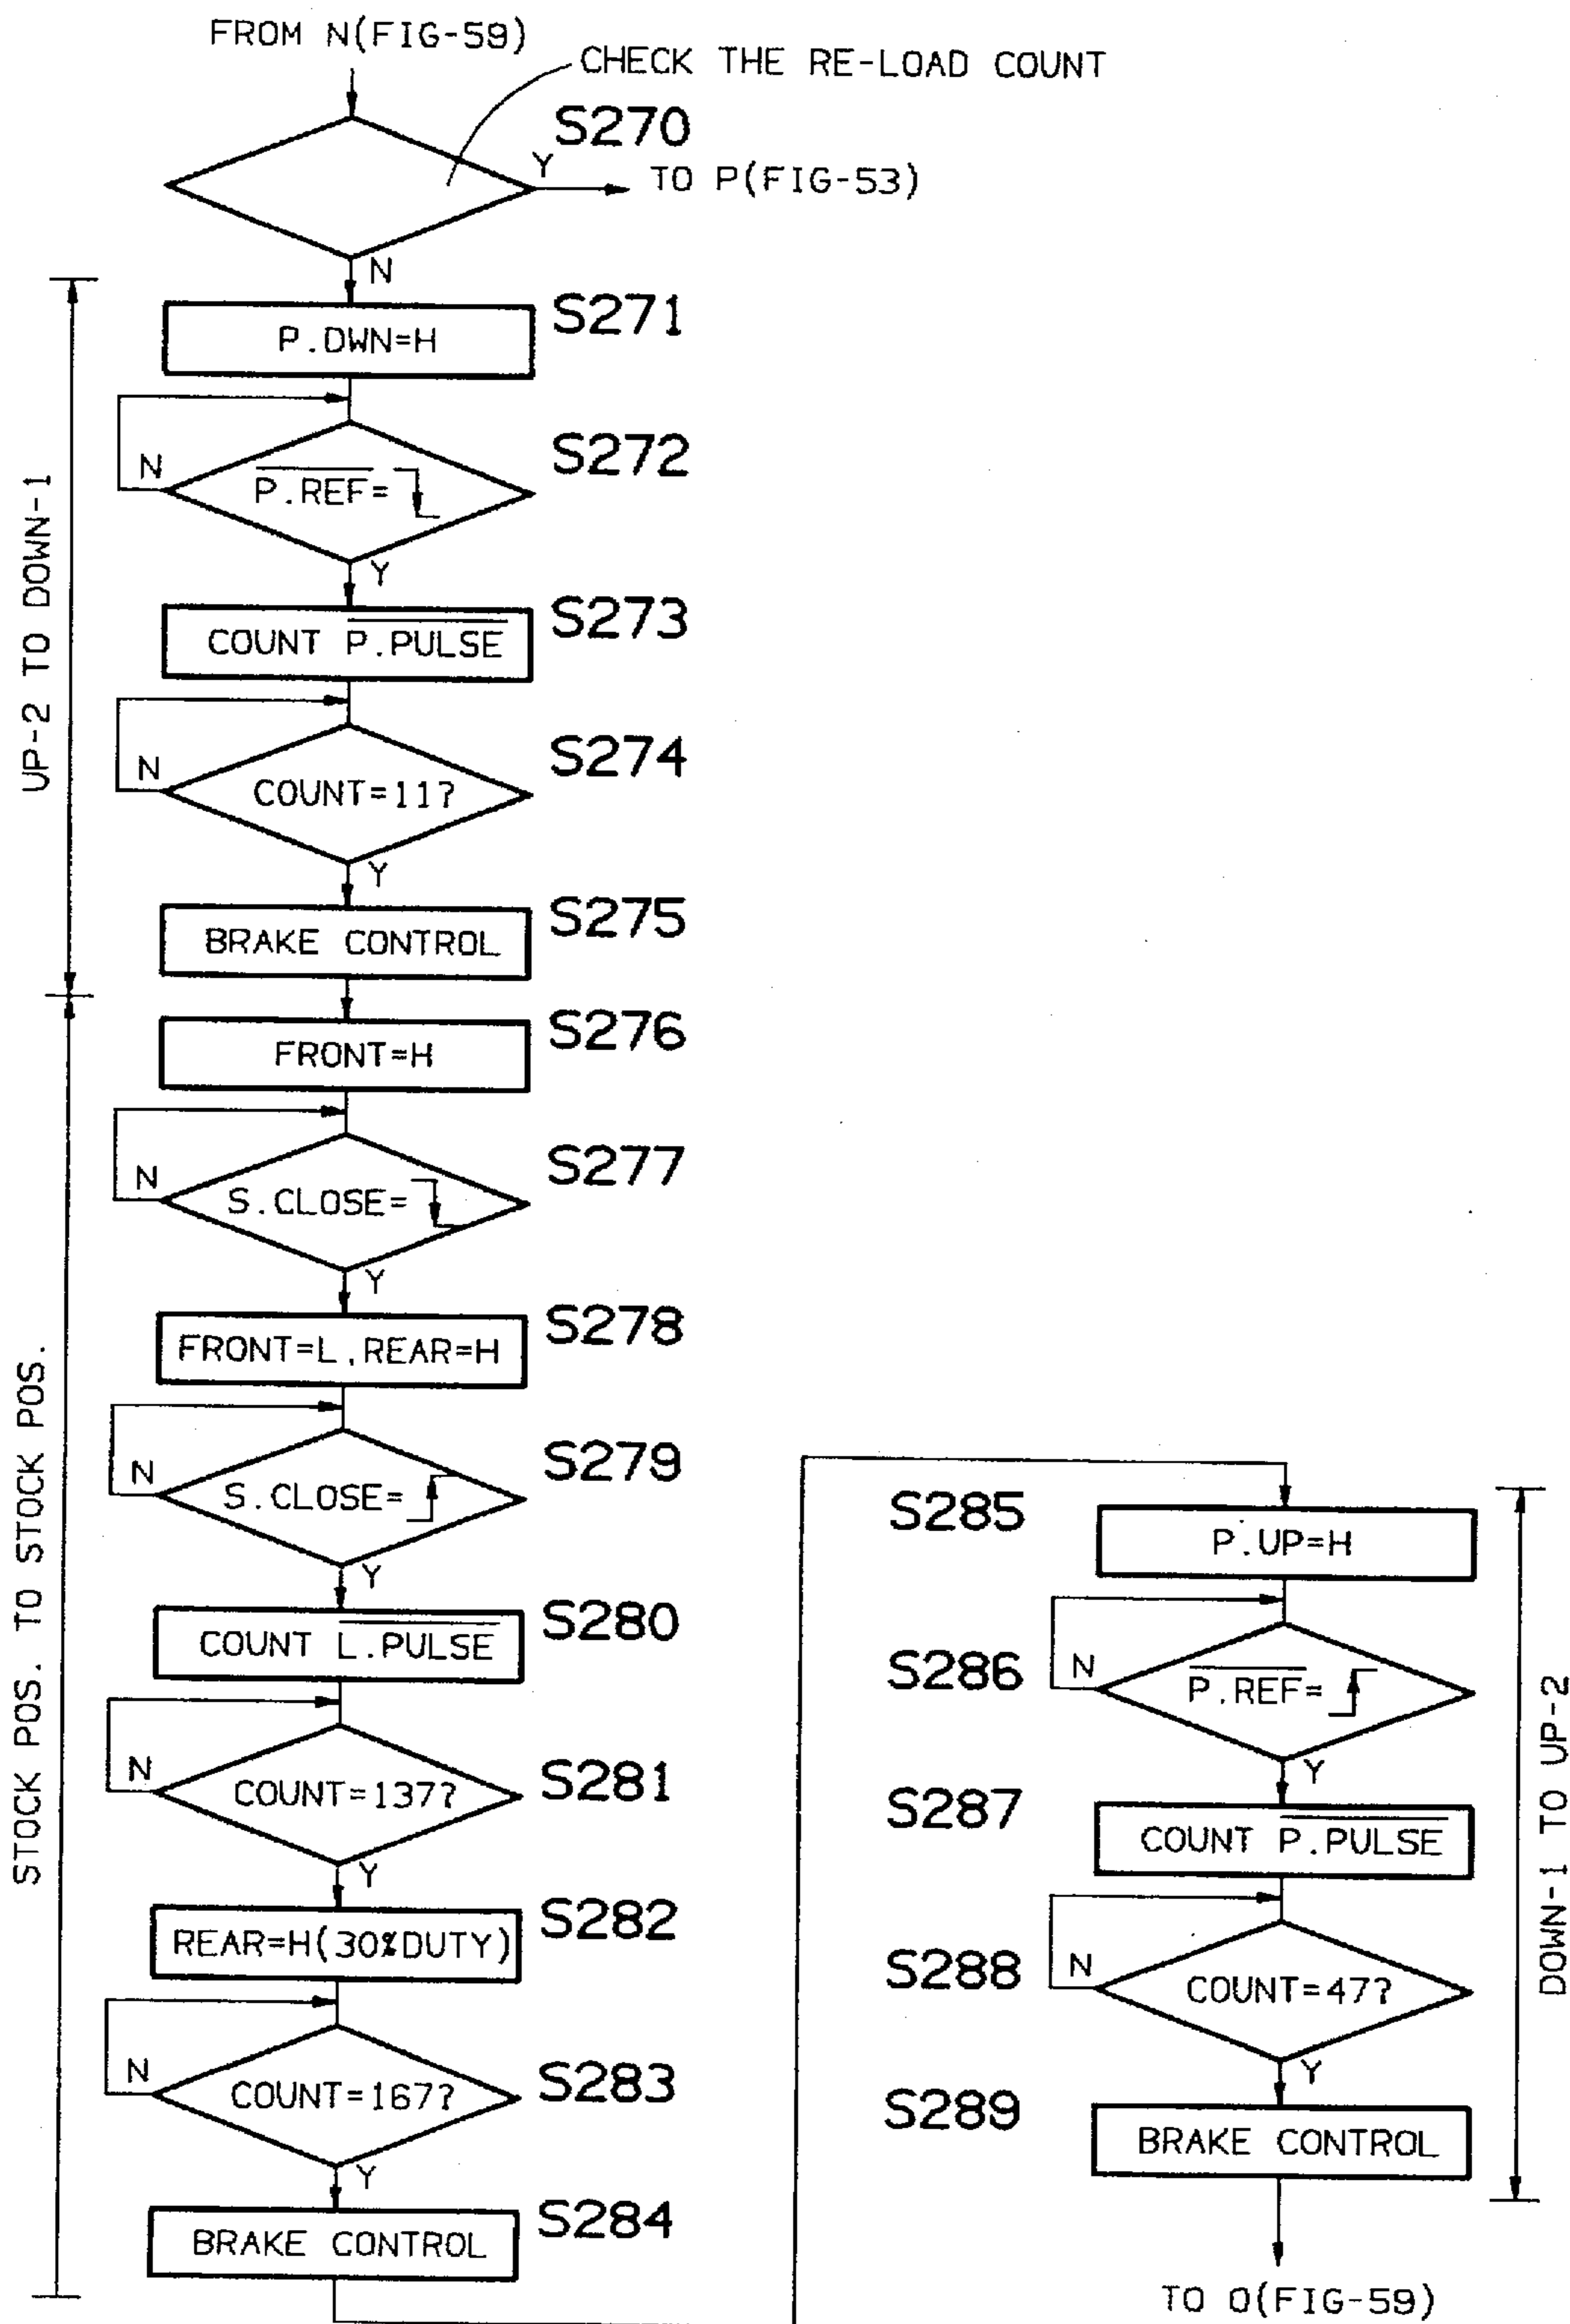 FROM N(FIG-59)
CHECK THE RE-LOAD COUNT
S270
Y
TO P(FIG-53)
N
UP-2 TO DOWN-1
P.DWN=H
S271
N
P.REF=
S272
Y
COUNT P.PULSE
S273
N
COUNT=11?
S274
Y
BRAKE CONTROL
S275
STOCK POS. TO STOCK POS.
FRONT=H
S276
N
S.CLOSE=
S277
Y
FRONT=L,REAR=H
S278
N
S.CLOSE=
S279
Y
COUNT L.PULSE
S280
N
COUNT=137?
S281
Y
REAR=H(30%DUTY)
S282
N
COUNT=167?
S283
Y
BRAKE CONTROL
S284
S285
P.UP=H
DOWN-1 TO UP-2
S286
N
P.REF=
Y
S287
COUNT P.PULSE
S288
N
COUNT=47?
Y
S289
BRAKE CONTROL
TO O(FIG-59)